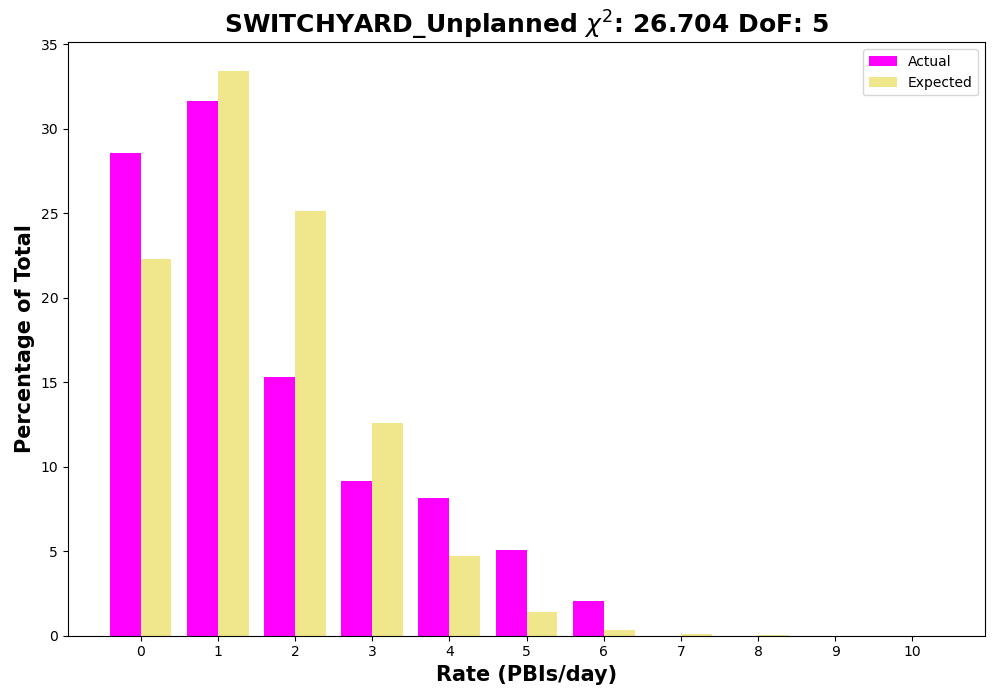 SWITCHYARD_Unplanned χ²: 26.704 DoF: 5
Actual
Expected
Percentage of Total
35
30
25
20
15
10
5
0
0 1 2 3 4 5 6 7 8 9 10
Rate (PBIs/day)